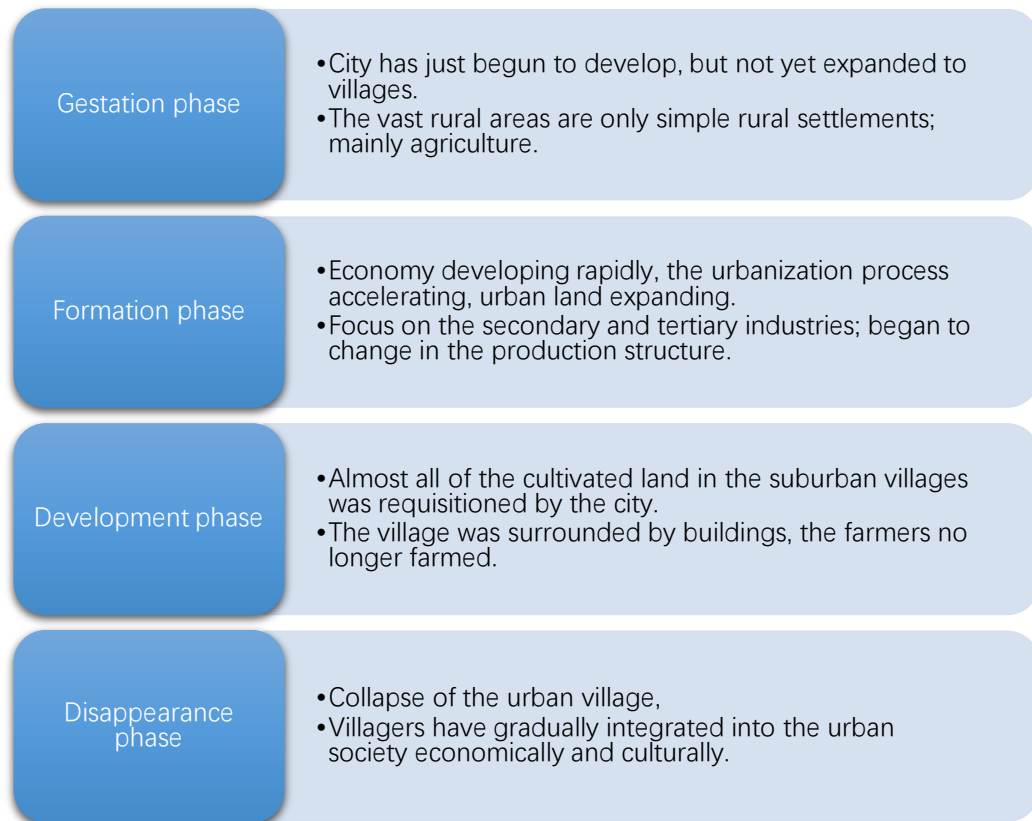 Gestation phase
•City has just begun to develop, but not yet expanded to
villages.
•The vast rural areas are only simple rural settlements;
mainly agriculture.
Formation phase
•Economy developing rapidly, the urbanization process
accelerating, urban land expanding.
•Focus on the secondary and tertiary industries; began to
change in the production structure.
Development phase
•Almost all of the cultivated land in the suburban villages
was requisitioned by the city.
•The village was surrounded by buildings, the farmers no
longer farmed.
Disappearance
phase
•Collapse of the urban village,
•Villagers have gradually integrated into the urban
society economically and culturally.